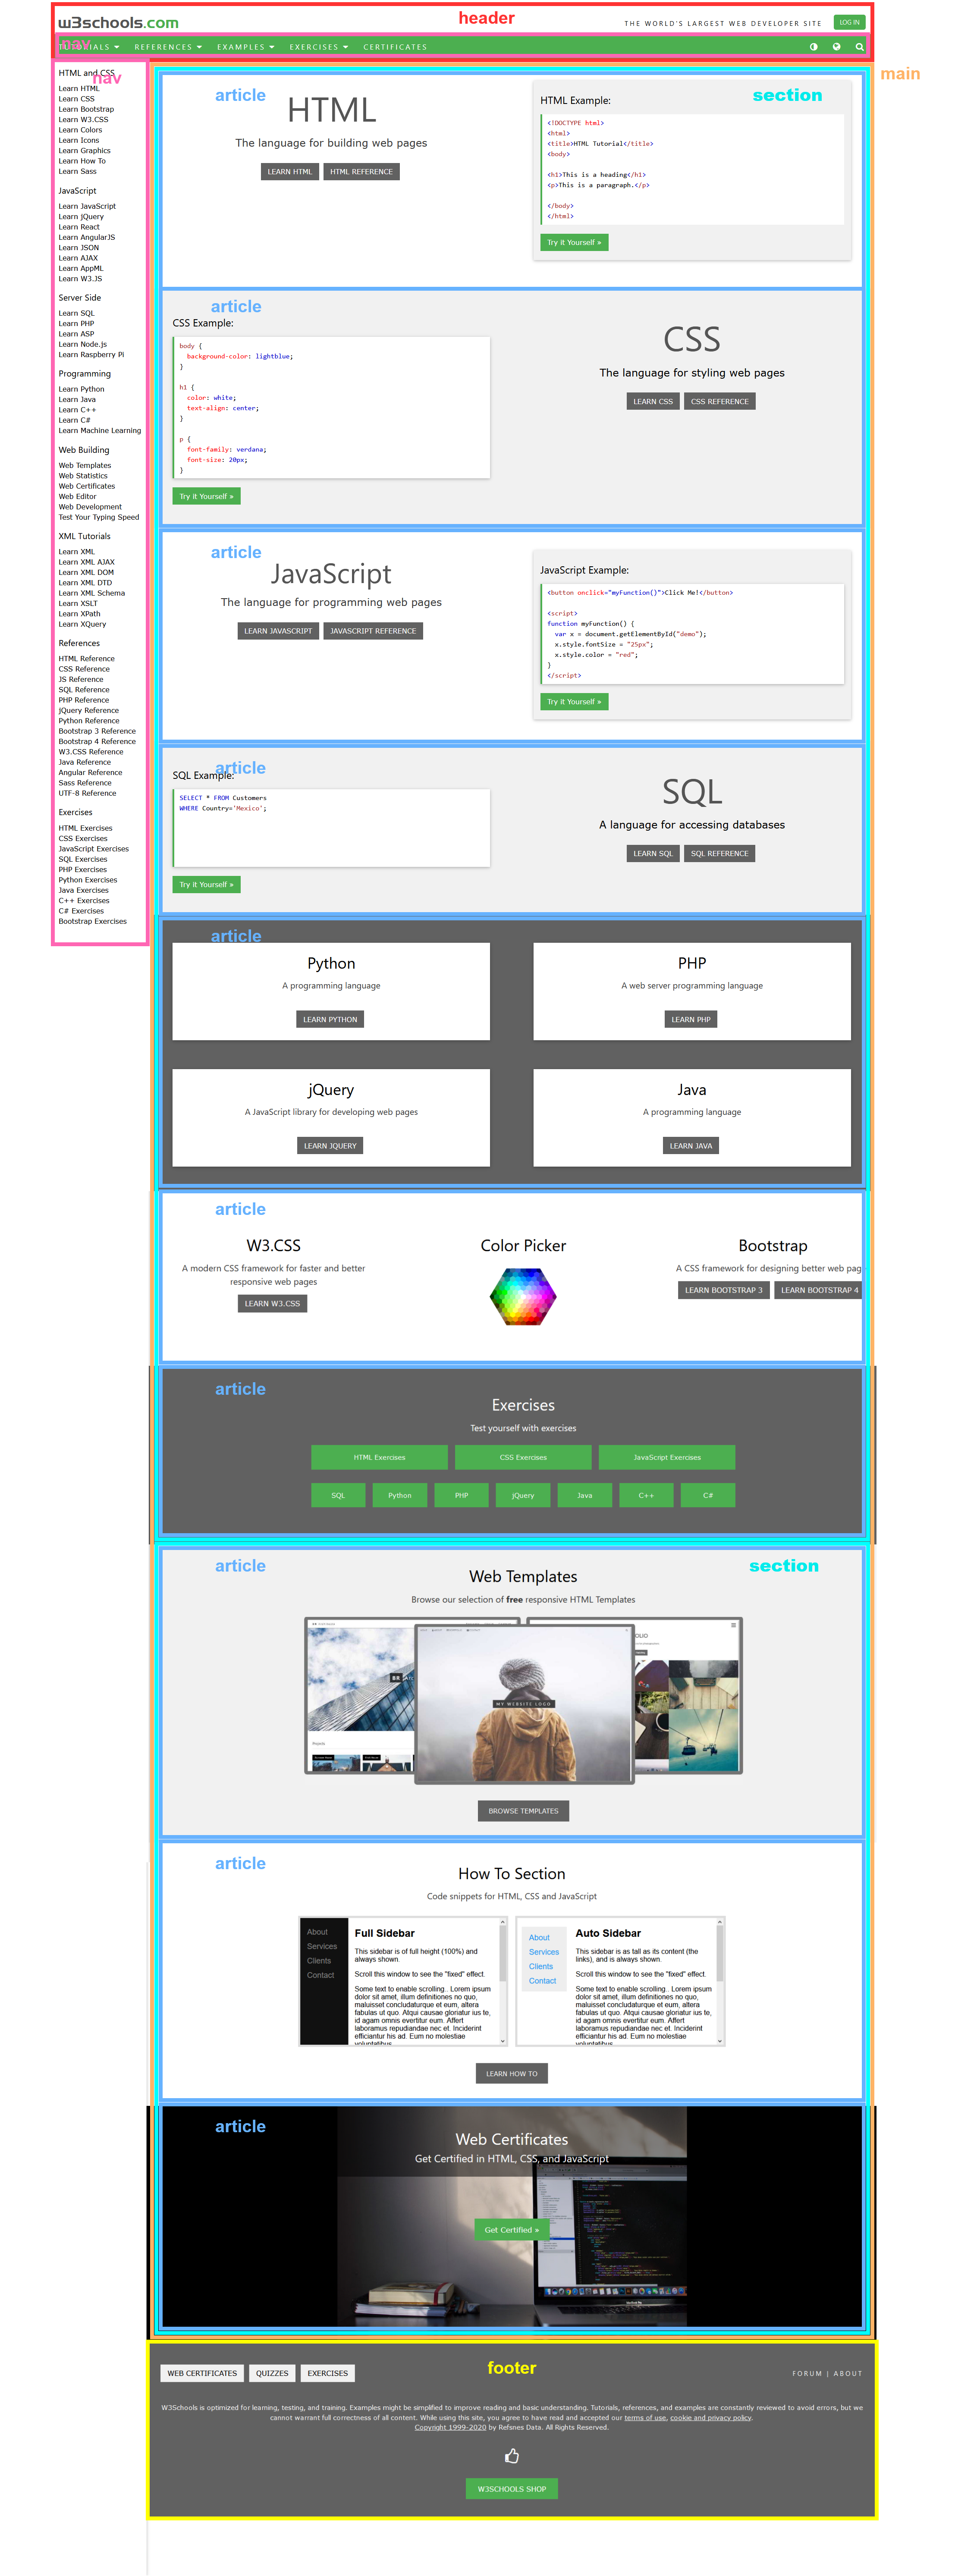 w3schools.com
header
THE WORLD'S LARGEST WEB DEVELOPER SITE
LOG IN
nav
REFERENCES
EXAMPLES
EXERCISES
CERTIFICATES
main
HTML and CSS
nav
Learn HTML
Learn CSS
Learn Bootstrap
Learn W3.CSS
Learn Colors
Learn Icons
Learn Graphics
Learn How To
Learn Sass
JavaScript
Learn JavaScript
Learn jQuery
Learn React
Learn AngularJS
Learn JSON
Learn AJAX
Learn AppML
Learn W3.JS
Server Side
Learn SQL
Learn PHP
Learn ASP
Learn Node.js
Learn Raspberry Pi
Programming
Learn Python
Learn Java
Learn C++
Learn C#
Learn Machine Learning
Web Building
Web Templates
Web Statistics
Web Certificates
Web Editor
Web Development
Test Your Typing Speed
XML Tutorials
Learn XML
Learn XML AJAX
Learn XML DOM
Learn XML DTD
Learn XML Schema
Learn XSLT
Learn XPath
Learn XQuery
References
HTML Reference
CSS Reference
JS Reference
SQL Reference
PHP Reference
jQuery Reference
Python Reference
Bootstrap 3 Reference
Bootstrap 4 Reference
W3.CSS Reference
Java Reference
Angular Reference
Sass Reference
UTF-8 Reference
Exercises
HTML Exercises
CSS Exercises
JavaScript Exercises
SQL Exercises
PHP Exercises
Python Exercises
Java Exercises
C++ Exercises
C# Exercises
Bootstrap Exercises
article
HTML
The language for building web pages
LEARN HTML
HTML REFERENCE
section
HTML Example:
<!DOCTYPE html>
<html>
<title>HTML Tutorial</title>
<body>
<h1>This is a heading</h1>
<p>This is a paragraph.</p>
</body>
</html>
Try it Yourself »
article
CSS Example:
body {
background-color: lightblue;
}
h1 {
color: white;
text-align: center;
}
p {
font-family: verdana;
font-size: 20px;
}
Try it Yourself »
CSS
The language for styling web pages
LEARN CSS
CSS REFERENCE
article
JavaScript
The language for programming web pages
LEARN JAVASCRIPT
JAVASCRIPT REFERENCE
JavaScript Example:
<button onclick="myFunction()">Click Me!</button>
<script>
function myFunction() {
var x = document.getElementById("demo");
x.style.fontSize = "25px";
x.style.color = "red";
}
</script>
Try it Yourself »
article
SQL Example:
SELECT * FROM Customers
WHERE Country='Mexico';
Try it Yourself »
SQL
A language for accessing databases
LEARN SQL
SQL REFERENCE
article
Python
A programming language
LEARN PYTHON
PHP
A web server programming language
LEARN PHP
jQuery
A JavaScript library for developing web pages
LEARN JQUERY
Java
A programming language
LEARN JAVA
article
W3.CSS
A modern CSS framework for faster and better
responsive web pages
LEARN W3.CSS
Color Picker
Bootstrap
A CSS framework for designing better web pag
LEARN BOOTSTRAP 3
LEARN BOOTSTRAP 4
article
Exercises
Test yourself with exercises
HTML Exercises
CSS Exercises
JavaScript Exercises
SQL
Python
PHP
jQuery
Java
C++
C#
article
section
Web Templates
Browse our selection of free responsive HTML Templates
MY WEBSITE LOGO
BROWSE TEMPLATES
article
How To Section
Code snippets for HTML, CSS and JavaScript
About
Services
Clients
Contact
Full Sidebar
This sidebar is of full height (100%) and
always shown.
Scroll this window to see the "fixed" effect.
Some text to enable scrolling.. Lorem ipsum
dolor sit amet, illum definitiones no quo,
maluisset concludaturque et eum, altera
fabulas ut quo. Atqui causae gloriatur ius te,
id agam omnis evertitur eum. Affert
laboramus repudiandae nec et. Inciderint
efficiantur his ad. Eum no molestiae
voluptatibus
About
Services
Clients
Contact
Auto Sidebar
This sidebar is as tall as its content (the
links), and is always shown.
Scroll this window to see the "fixed" effect.
Some text to enable scrolling.. Lorem ipsum
dolor sit amet, illum definitiones no quo,
maluisset concludaturque et eum, altera
fabulas ut quo. Atqui causae gloriatur ius te,
id agam omnis evertitur eum. Affert
laboramus repudiandae nec et. Inciderint
efficiantur his ad. Eum no molestiae
voluptatibus
LEARN HOW TO
article
Web Certificates
Get Certified in HTML, CSS, and JavaScript
Get Certified »
WEB CERTIFICATES
QUIZZES
EXERCISES
footer
FORUM | ABOUT
W3Schools is optimized for learning, testing, and training. Examples might be simplified to improve reading and basic understanding. Tutorials, references, and examples are constantly reviewed to avoid errors, but we
cannot warrant full correctness of all content. While using this site, you agree to have read and accepted our terms of use, cookie and privacy policy.
Copyright 1999-2020 by Refsnes Data. All Rights Reserved.
W3SCHOOLS SHOP